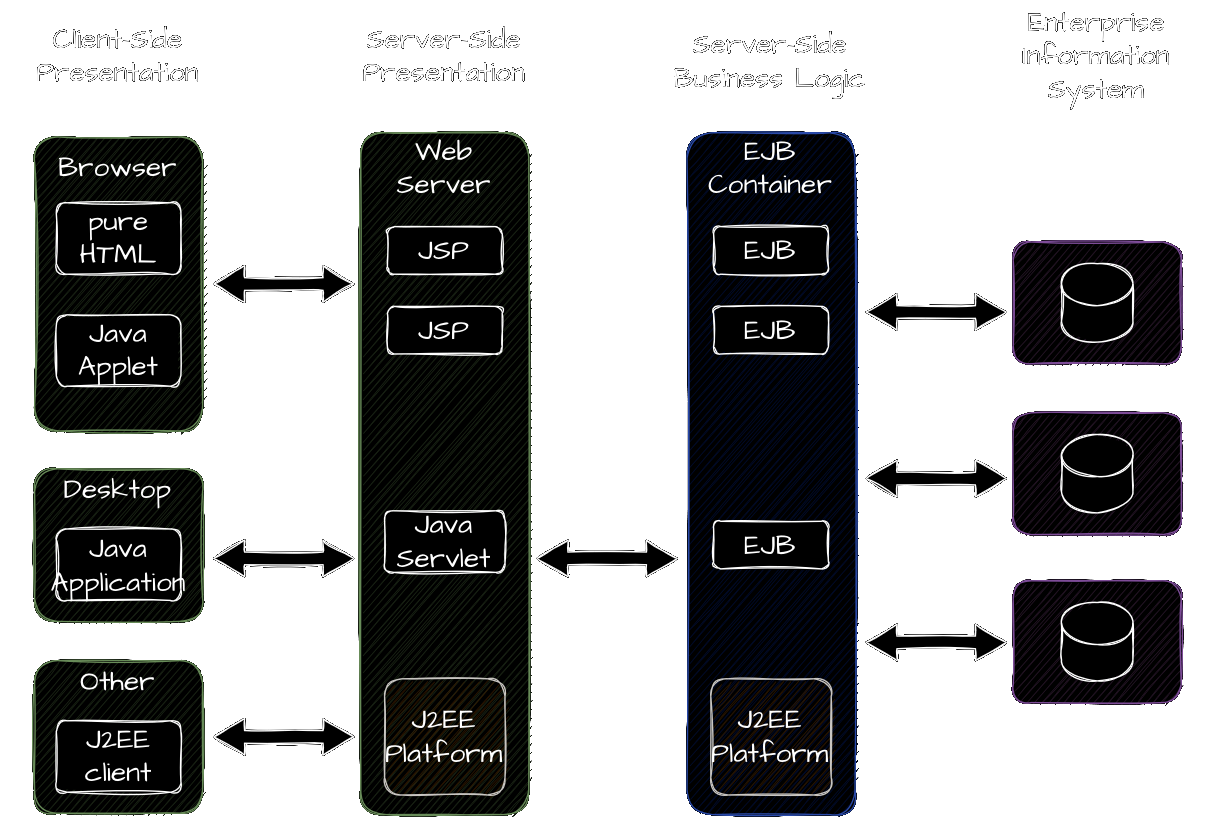 Client-Side
Presentation
Server-Side
Presentation
Server-Side
Business Logic
Enterprise
information
System
Browser
pure
HTML
Java
Applet
Desktop
Java
Application
Other
J2EE
client
Web
Server
JSP
JSP
Java
Servlet
J2EE
Platform
EJB
Container
EJB
EJB
EJB
J2EE
Platform